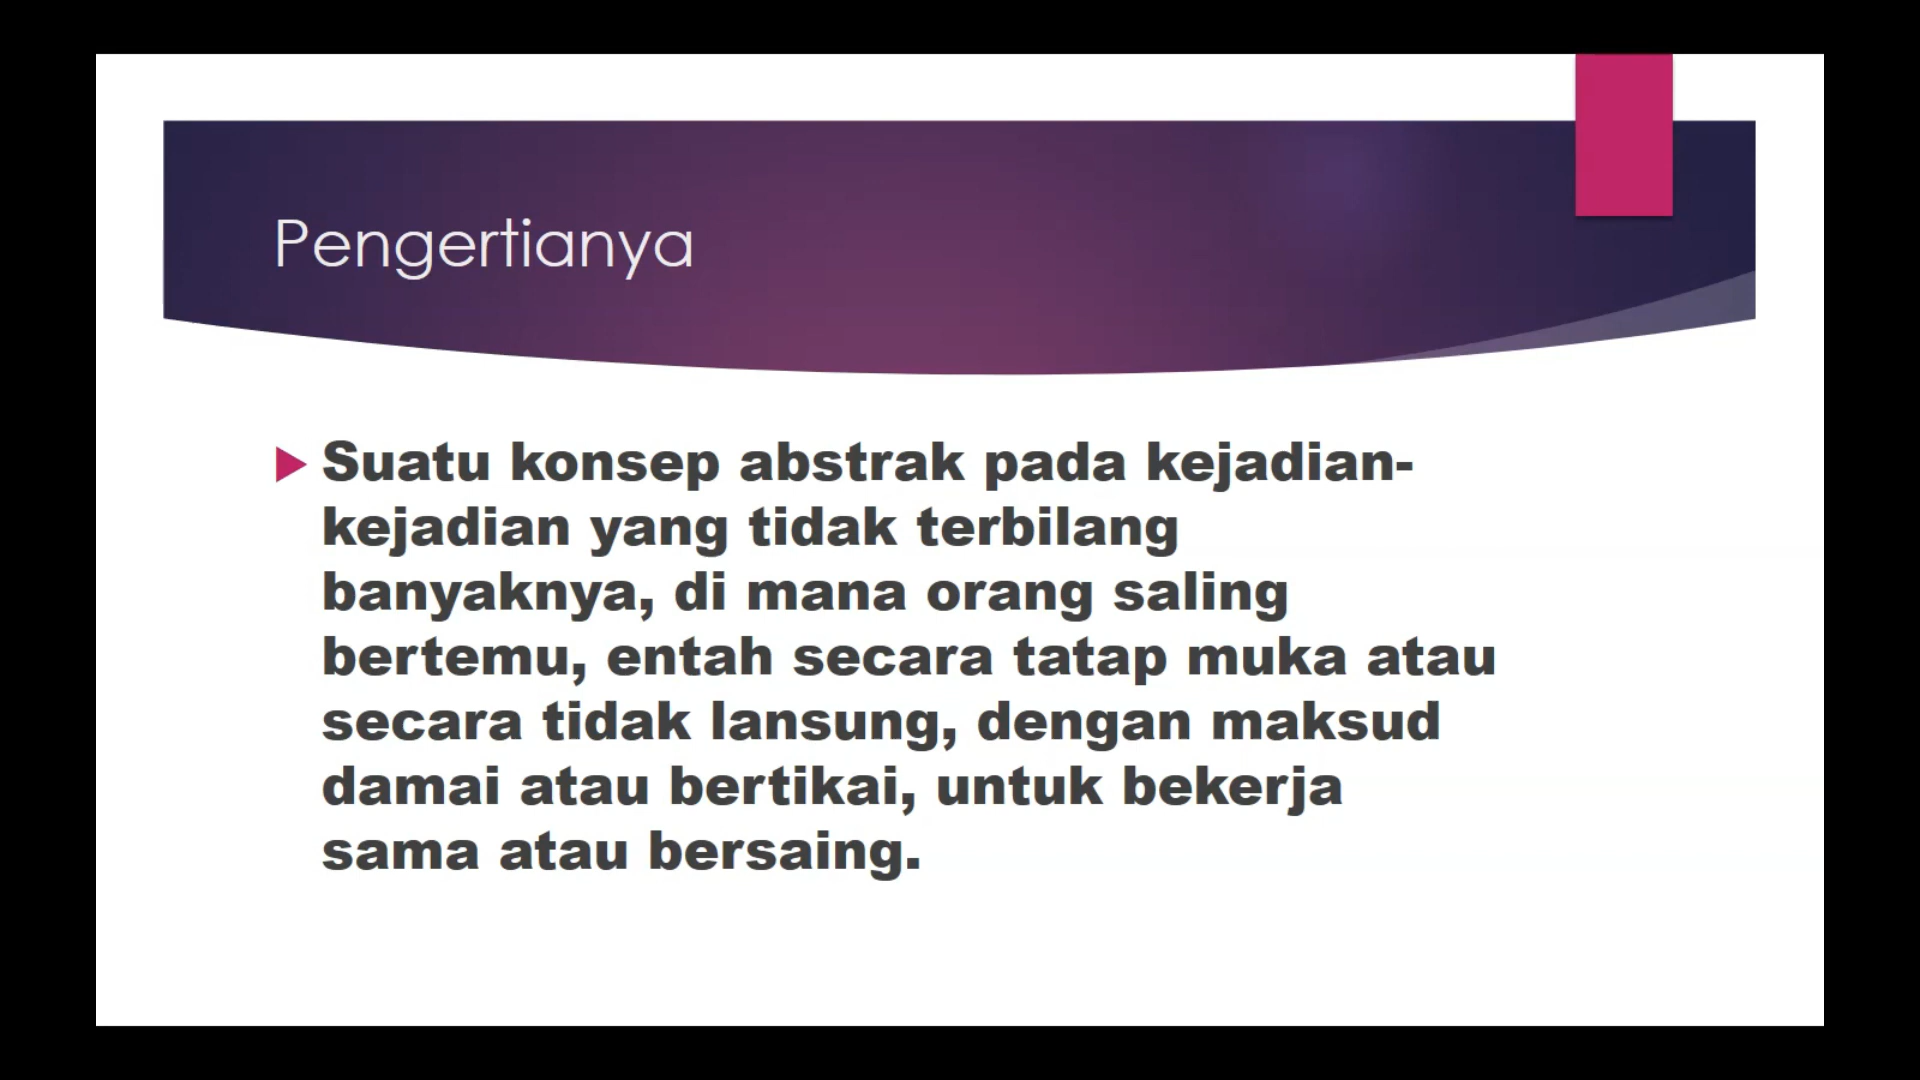 Pengertianya
Suatu konsep abstrak pada kejadian-
kejadian yang tidak terbilang
banyaknya, di mana orang saling
bertemu, entah secara tatap muka atau
secara tidak lansung, dengan maksud
damai atau bertikai, untuk bekerja
sama atau bersaing.